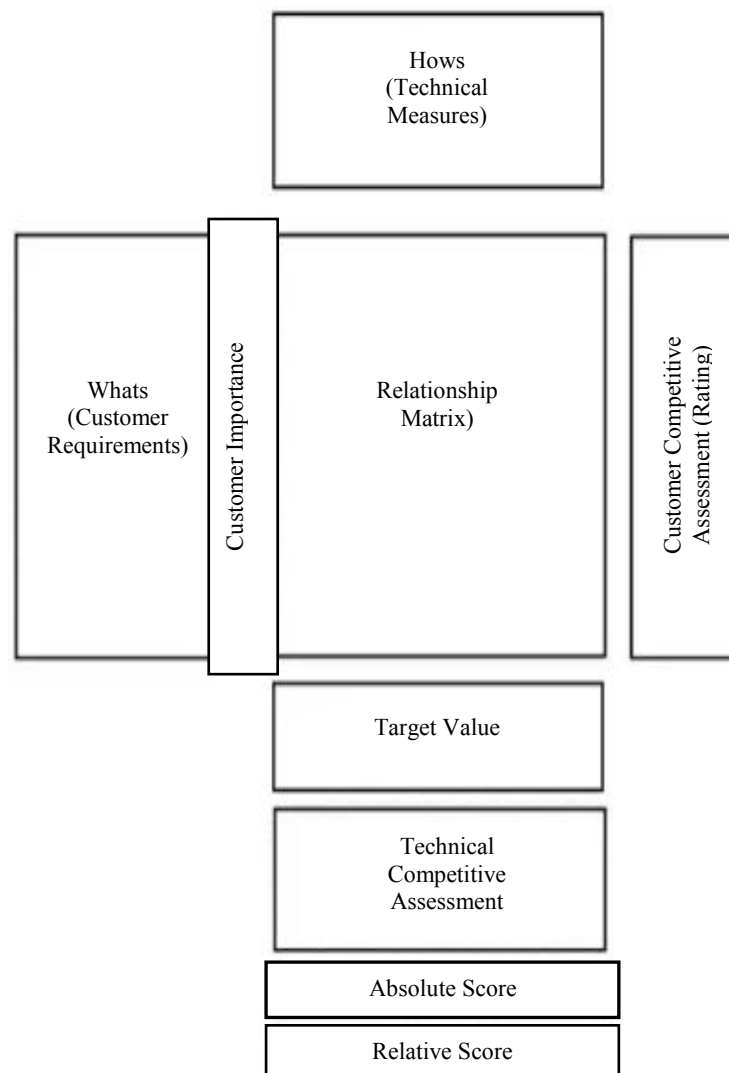 Hows
(Technical
Measures)
Whats
(Customer
Requirements)
Customer Importance
Relationship
Matrix)
Customer Competitive
Assessment (Rating)
Target Value
Technical
Competitive
Assessment
Absolute Score
Relative Score